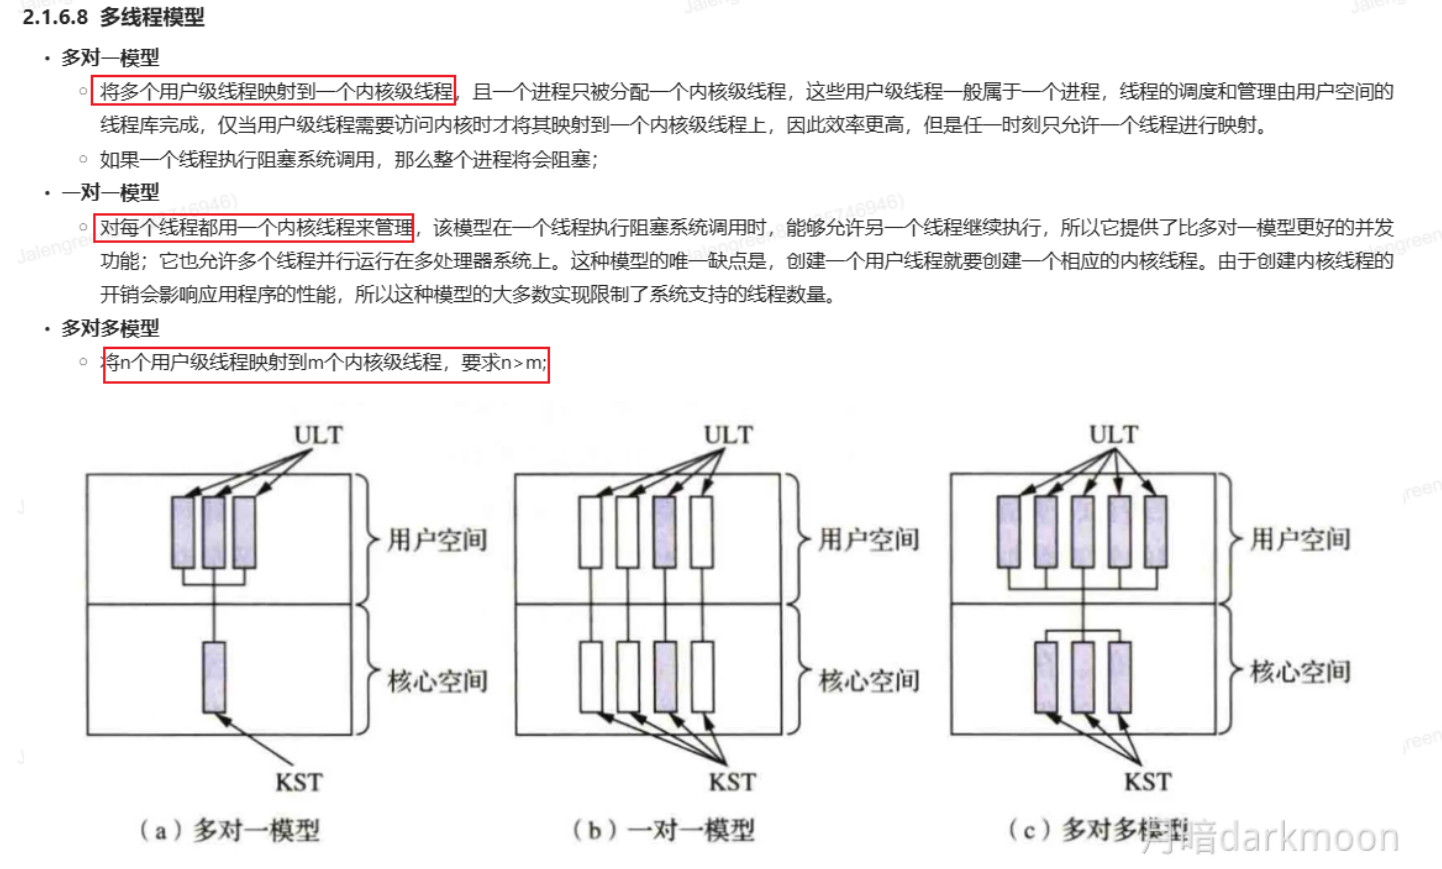 2.1.6.8 多线程模型
• 多对一模型
○ 将多个用户级线程映射到一个内核级线程，且一个进程只被分配一个内核级线程，这些用户级线程一般属于一个进程，线程的调度和管理由用户空间的
线程库完成，仅当用户级线程需要访问内核时才将其映射到一个内核级线程上，因此效率更高，但是任一时刻只允许一个线程进行映射。
○ 如果一个线程执行阻塞系统调用，那么整个进程将会阻塞；
• 一对一模型
○ 对每个线程都用一个内核线程来管理，该模型在一个线程执行阻塞系统调用时，能够允许另一个线程继续执行，所以它提供了比多对一模型更好的并发
功能；它也允许多个线程并行运行在多处理器系统上。这种模型的唯一缺点是，创建一个用户线程就要创建一个相应的内核线程。由于创建内核线程的
开销会影响应用程序的性能，所以这种模型的大多数实现限制了系统支持的线程数量。
• 多对多模型
○ 将n个用户级线程映射到m个内核级线程，要求n>m;
ULT
用户空间
核心空间
KST
（a）多对一模型
ULT
用户空间
核心空间
KST
（b）一对一模型
ULT
用户空间
核心空间
KST
（c）多对多模型
月暗darkmoon